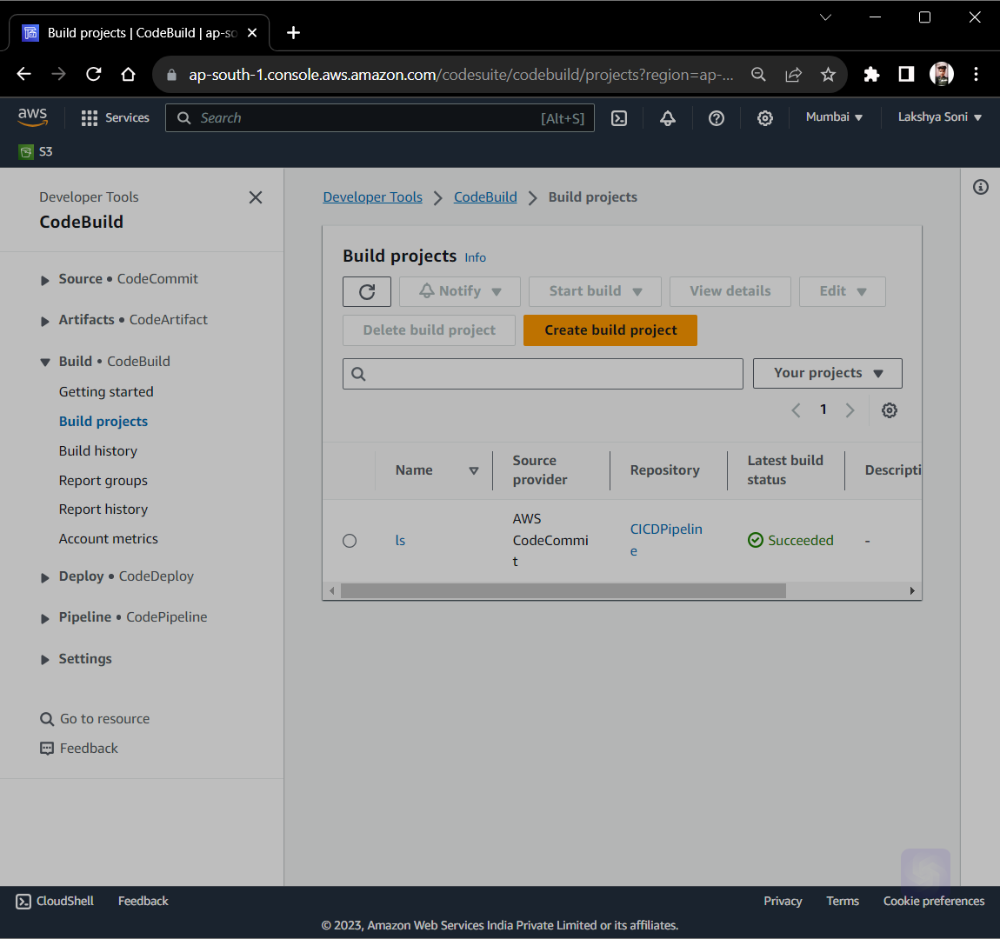 Build projects | CodeBuild | ap-so
ap-south-1.console.aws.amazon.com/codesuite/codebuild/projects?region=ap-...
aws
Services
Search
[Alt+S]
Mumbai
Lakshya Soni
S3
Developer Tools
CodeBuild
Source • CodeCommit
Artifacts • CodeArtifact
Build • CodeBuild
Getting started
Build projects
Build history
Report groups
Report history
Account metrics
Deploy • CodeDeploy
Pipeline • CodePipeline
Settings
Go to resource
Feedback
Developer Tools
CodeBuild
Build projects
Build projects Info
Notify
Start build
View details
Edit
Delete build project
Create build project
Your projects
1
Name
Source
provider
Repository
Latest build
status
Descripti
ls
AWS
CodeCommi
t
CICDPipelin
e
Succeeded
-
CloudShell
Feedback
Privacy
Terms
Cookie preferences
© 2023, Amazon Web Services India Private Limited or its affiliates.